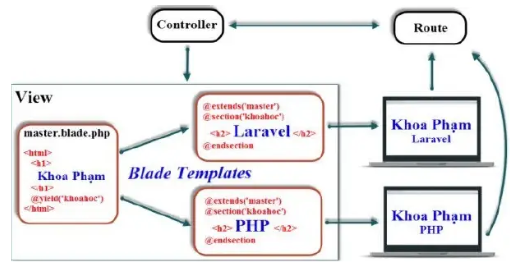 Controller
Route
View
master.blade.php
<html>
<h1>
Khoa Phạm
</h1>
@yield('khoahoc')
</html>
Blade Templates
@extends('master')
@section('khoahoc')
<h2> Laravel </h2>
@endsection
@extends('master')
@section('khoahoc')
<h2> PHP </h2>
@endsection
Khoa Phạm
Laravel
Khoa Phạm
PHP